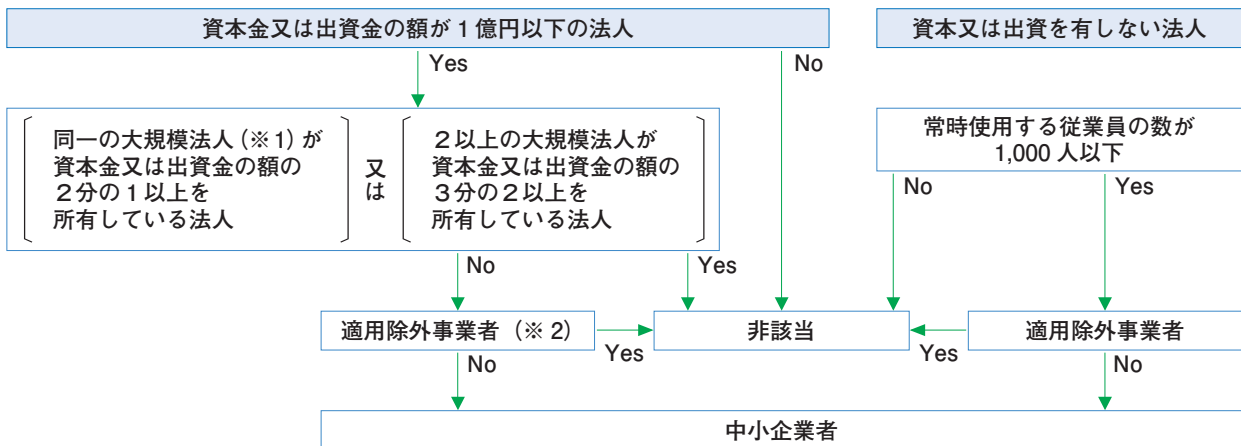 資本金又は出資金の額が1億円以下の法人
資本又は出資を有しない法人
Yes
No
同一の大規模法人(※1)が
資本金又は出資金の額の
2分の1以上を
所有している法人
又は
2以上の大規模法人が
資本金又は出資金の額の
3分の2以上を
所有している法人
常時使用する従業員の数が
1,000人以下
No
Yes
No
Yes
適用除外事業者(※2)
Yes
非該当
Yes
適用除外事業者
No
No
中小企業者